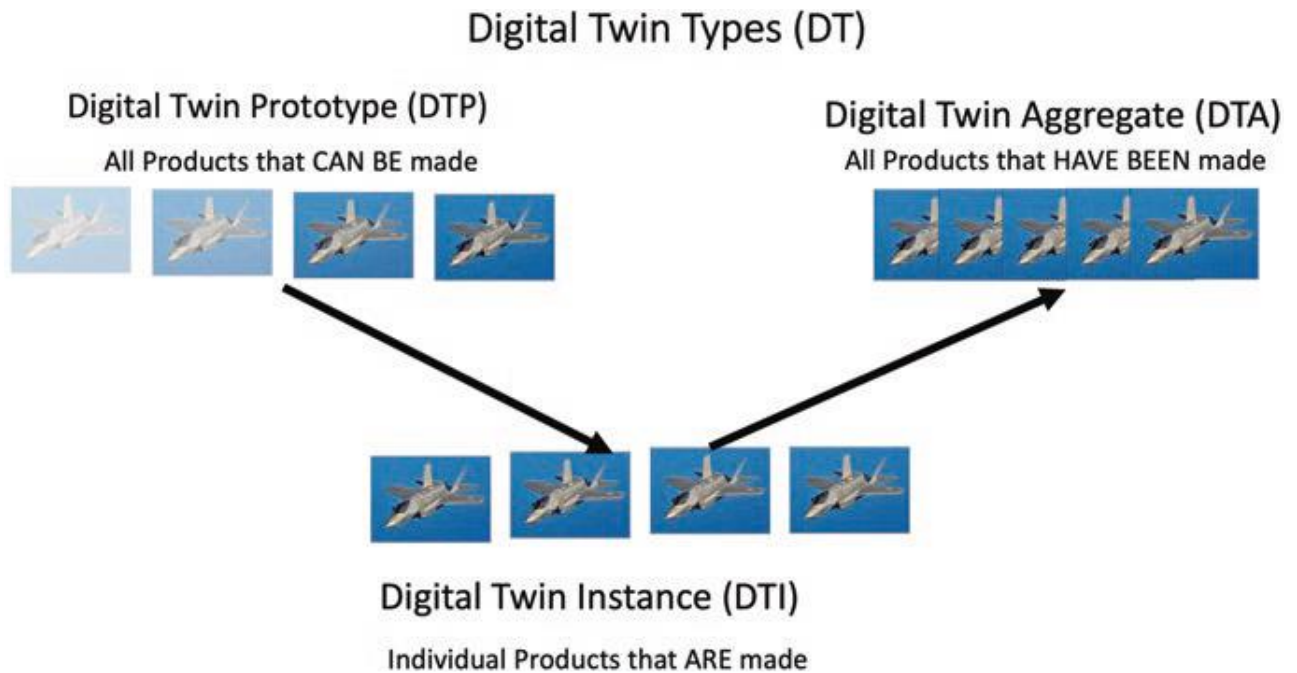 Digital Twin Types (DT)
Digital Twin Prototype (DTP)
All Products that CAN BE made
Digital Twin Aggregate (DTA)
All Products that HAVE BEEN made
Digital Twin Instance (DTI)
Individual Products that ARE made